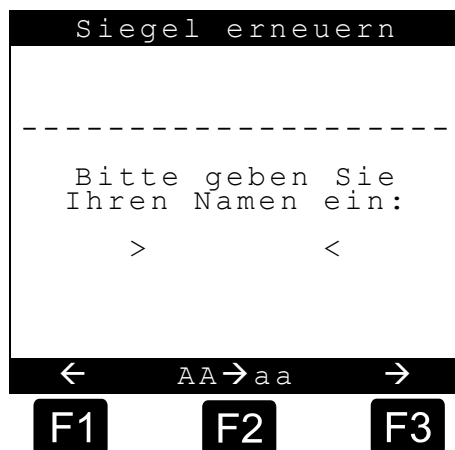 Siegel erneuern
--------------------
Bitte geben Sie
Ihren Namen ein:
> <
← AA→aa →
F1 F2 F3